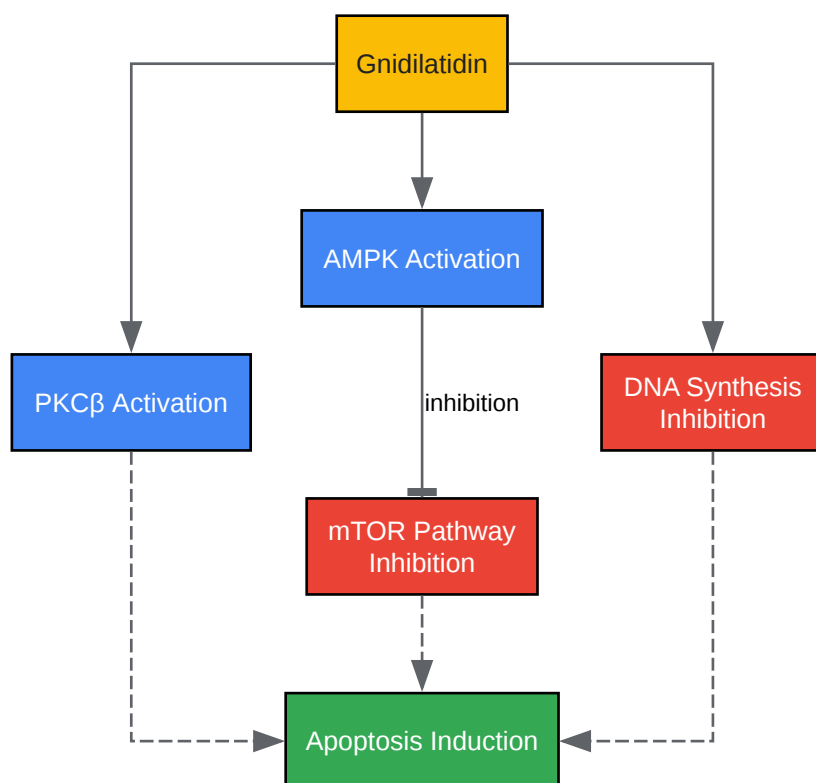 Gnidilatidin
AMPK Activation
PKCβ Activation
inhibition
DNA Synthesis
Inhibition
mTOR Pathway
Inhibition
Apoptosis Induction